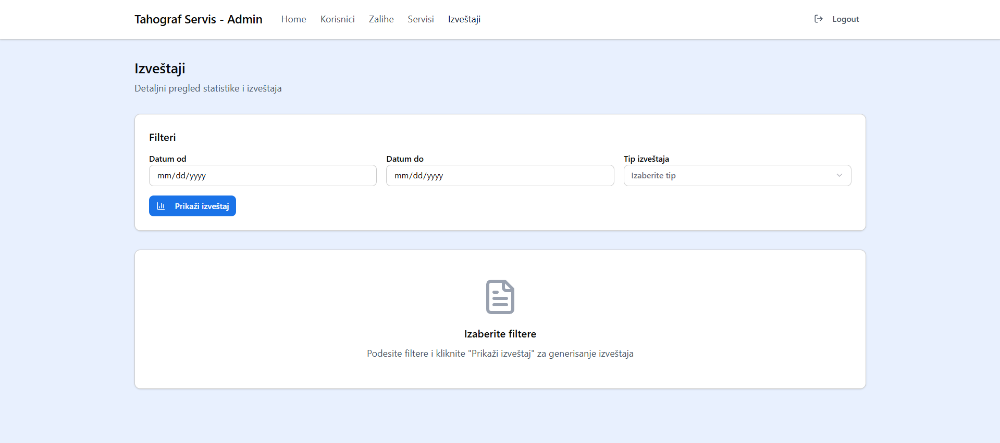 Tahograf Servis - Admin Home Korisnici Zalihe Servisi Izveštaji Logout
Izveštaji
Detaljni pregled statistike i izveštaja
Filteri
Datum od Datum do Tip izveštaja
mm/dd/yyyy mm/dd/yyyy Izaberite tip
Prikaži izveštaj
Izaberite filtere
Podesite filtere i kliknite "Prikaži izveštaj" za generisanje izveštaja